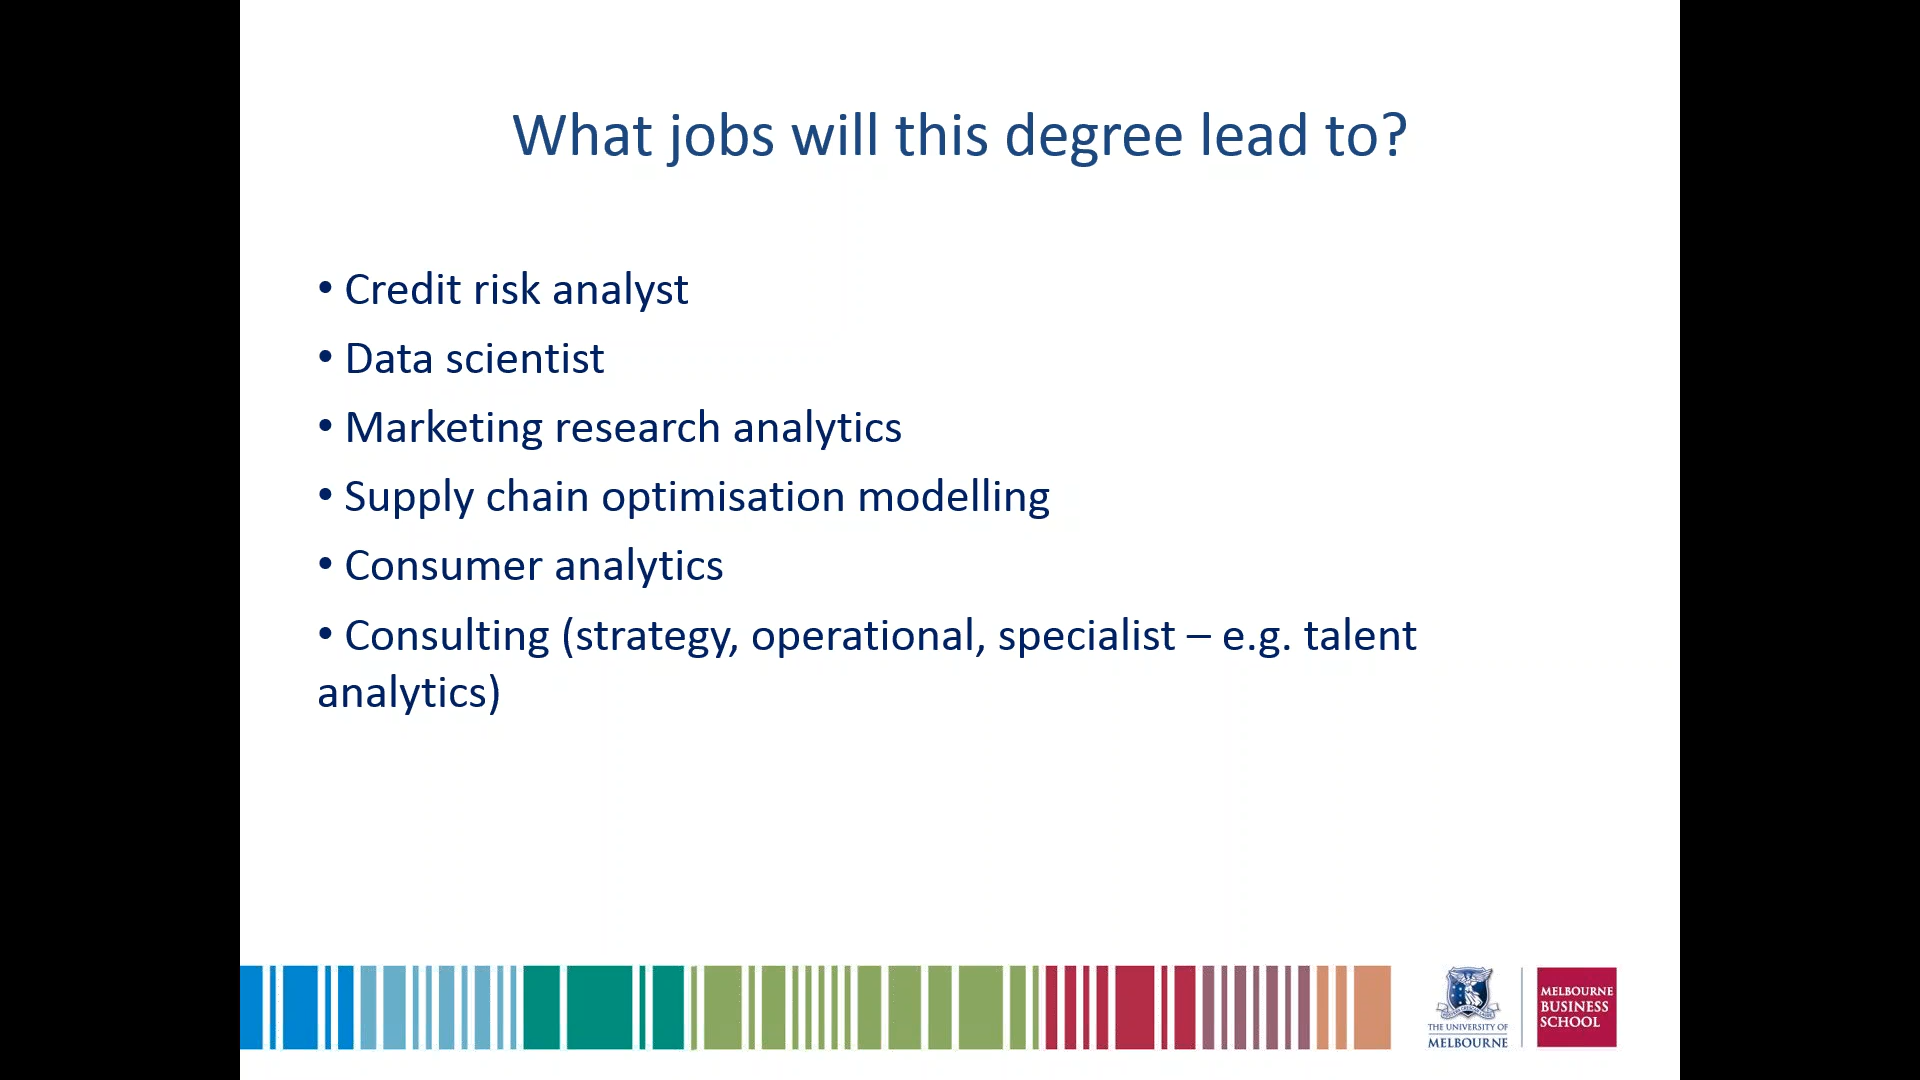 What jobs will this degree lead to?
• Credit risk analyst
• Data scientist
• Marketing research analytics
• Supply chain optimisation modelling
• Consumer analytics
• Consulting (strategy, operational, specialist – e.g. talent
analytics)
THE UNIVERSITY OF
MELBOURNE
MELBOURNE
BUSINESS
SCHOOL